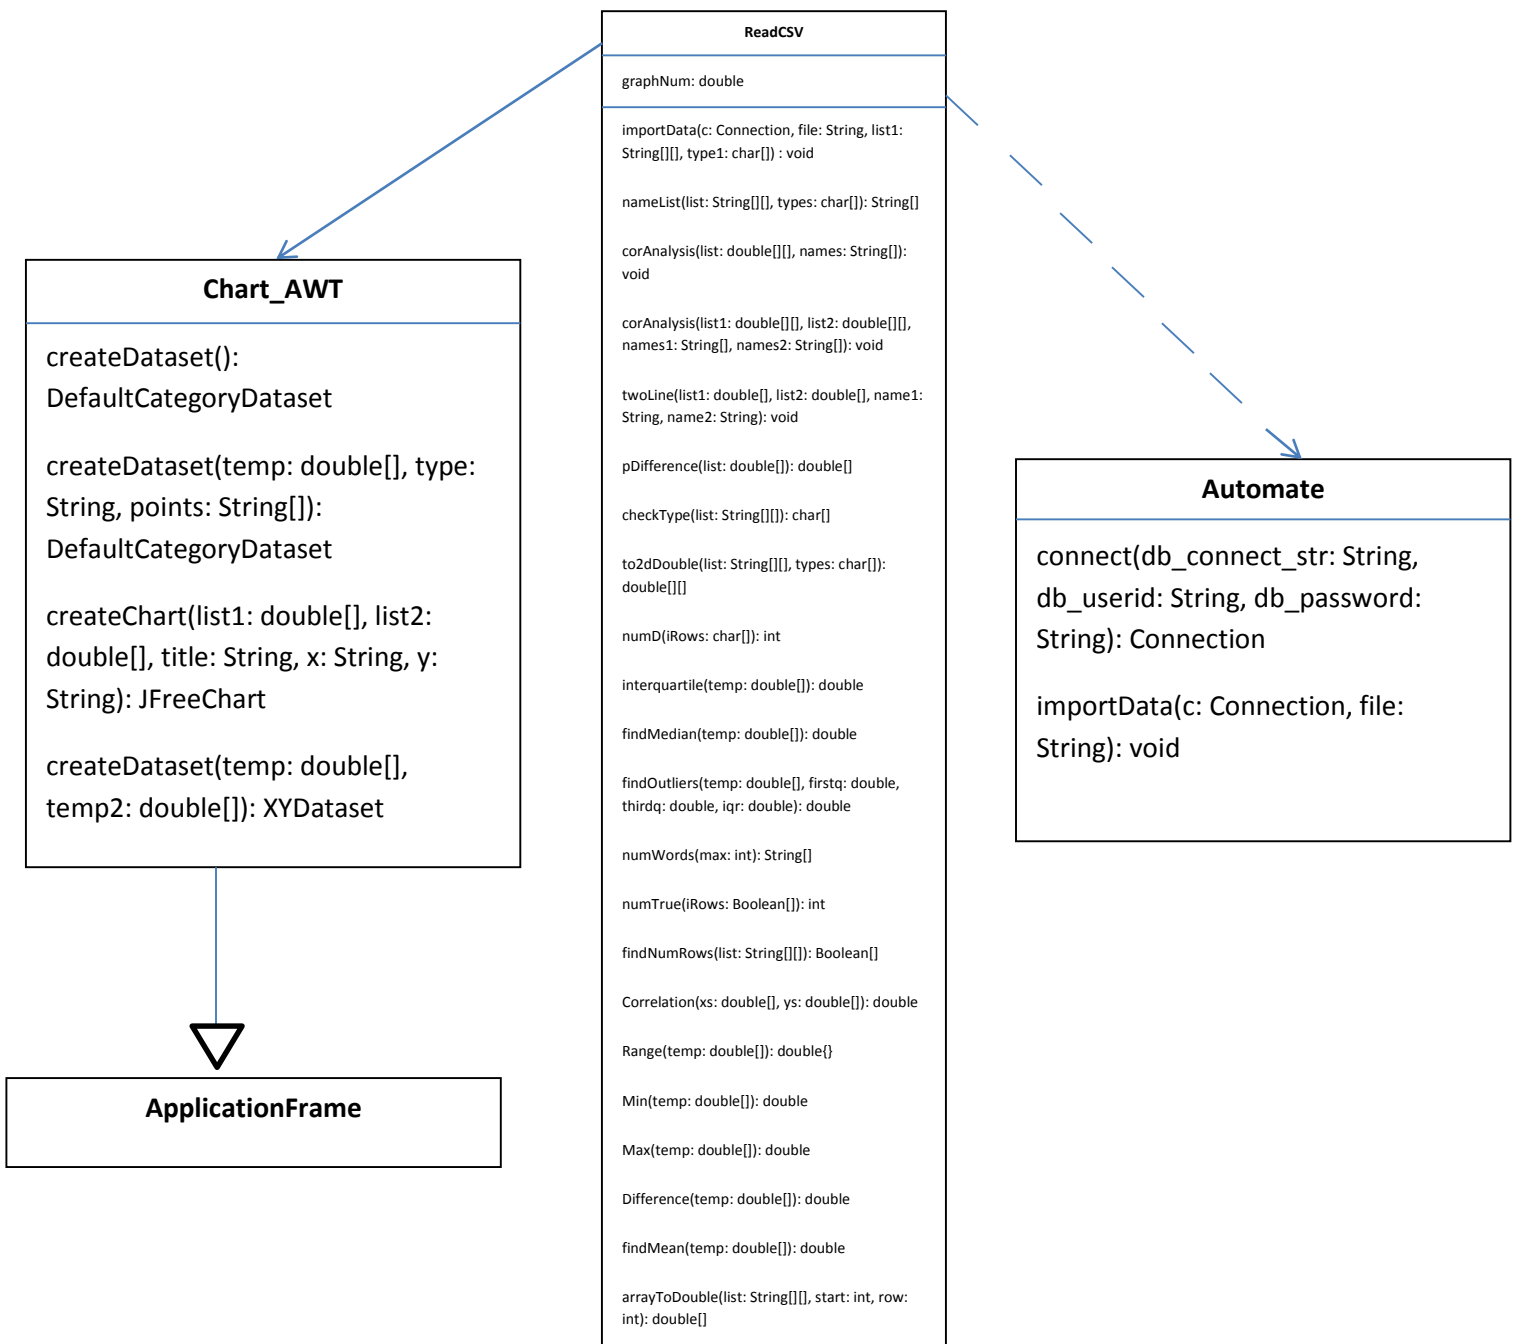 ReadCSV
graphNum: double
importData(c: Connection, file: String, list1:
String[][], type1: char[]) : void
nameList(list: String[][], types: char[]): String[]
corAnalysis(list: double[][], names: String[]):
void
corAnalysis(list1: double[][], list2: double[][],
names1: String[], names2: String[]): void
twoLine(list1: double[], list2: double[], name1:
String, name2: String): void
pDifference(list: double[]): double[]
checkType(list: String[][]): char[]
to2dDouble(list: String[][], types: char[]):
double[][]
numD(iRows: char[]): int
interquartile(temp: double[]): double
findMedian(temp: double[]): double
findOutliers(temp: double[], firstq: double,
thirdq: double, iqr: double): double
numWords(max: int): String[]
numTrue(iRows: Boolean[]): int
findNumRows(list: String[][]): Boolean[]
Correlation(xs: double[], ys: double[]): double
Range(temp: double[]): double{}
Min(temp: double[]): double
Max(temp: double[]): double
Difference(temp: double[]): double
findMean(temp: double[]): double
arrayToDouble(list: String[][], start: int, row:
int): double[]
Chart_AWT
createDataset():
DefaultCategoryDataset
createDataset(temp: double[], type:
String, points: String[]):
DefaultCategoryDataset
createChart(list1: double[], list2:
double[], title: String, x: String, y:
String): JFreeChart
createDataset(temp: double[],
temp2: double[]): XYDataset
ApplicationFrame
Automate
connect(db_connect_str: String,
db_userid: String, db_password:
String): Connection
importData(c: Connection, file:
String): void